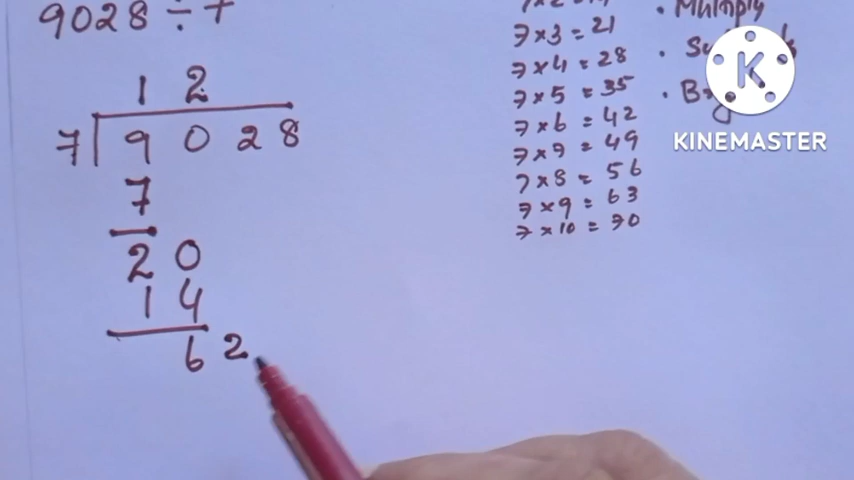 9028 ÷ 7
1 2
7 9 0 2 8
7
2 0
1 4
6 2
7 x 3 = 21
7 x 4 = 28
7 x 5 = 35
7 x 6 = 42
7 x 7 = 49
7 x 8 = 56
7 x 9 = 63
7 x 10 = 70
• Multiply
K
KINEMASTER